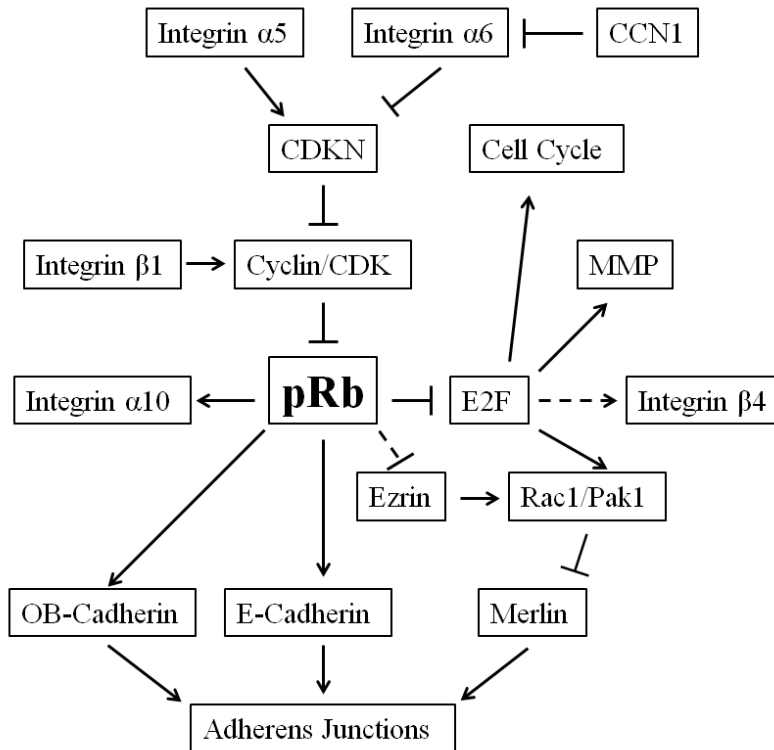 Integrin α5
Integrin α6
CCN1
CDKN
Cell Cycle
Integrin β1
Cyclin/CDK
MMP
Integrin α10
pRb
E2F
Integrin β4
Ezrin
Rac1/Pak1
OB-Cadherin
E-Cadherin
Merlin
Adherens Junctions